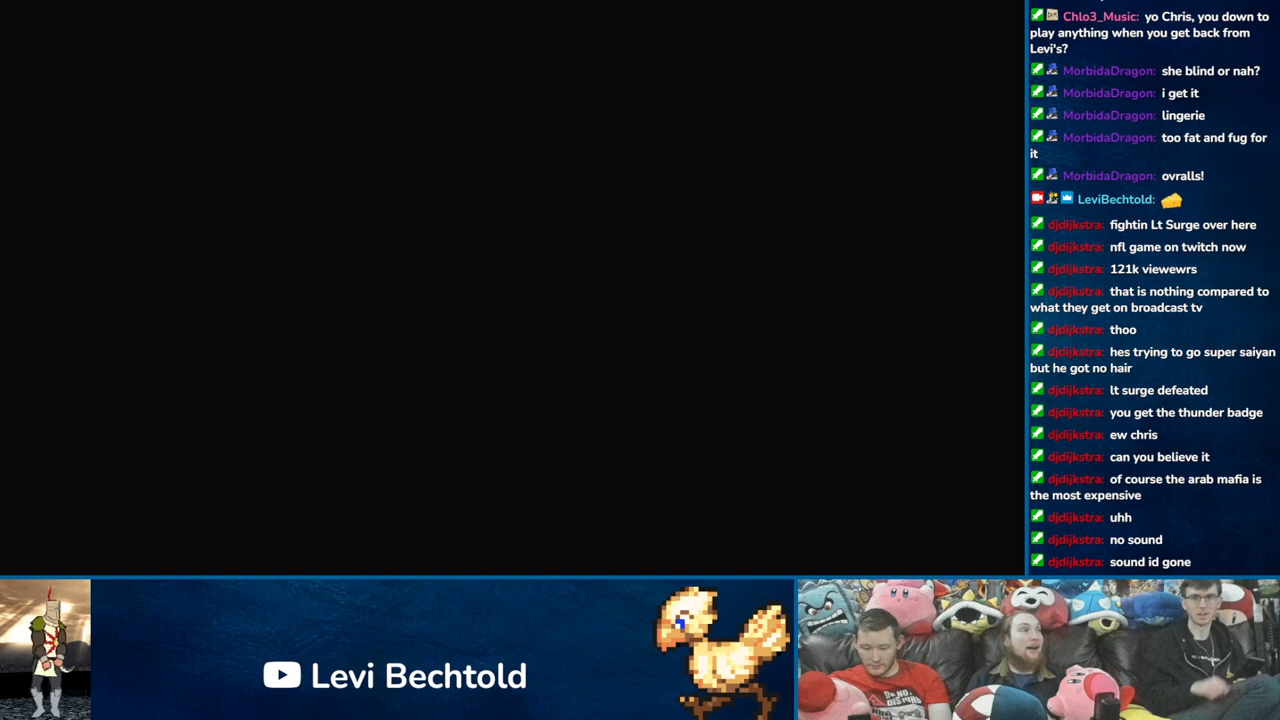 Chlo3_Music: yo Chris, you down to
play anything when you get back from
Levi's?
MorbidaDragon: she blind or nah?
MorbidaDragon: i get it
MorbidaDragon: lingerie
MorbidaDragon: too fat and fug for
it
MorbidaDragon: ovralls!
LeviBechtold:
djdijkstra: fightin Lt Surge over here
djdijkstra: nfl game on twitch now
djdijkstra: 121k viewewrs
djdijkstra: that is nothing compared to
what they get on broadcast tv
djdijkstra: thoo
djdijkstra: hes trying to go super saiyan
but he got no hair
djdijkstra: lt surge defeated
djdijkstra: you get the thunder badge
djdijkstra: ew chris
djdijkstra: can you believe it
djdijkstra: of course the arab mafia is
the most expensive
djdijkstra: uhh
djdijkstra: no sound
djdijkstra: sound id gone
Levi Bechtold